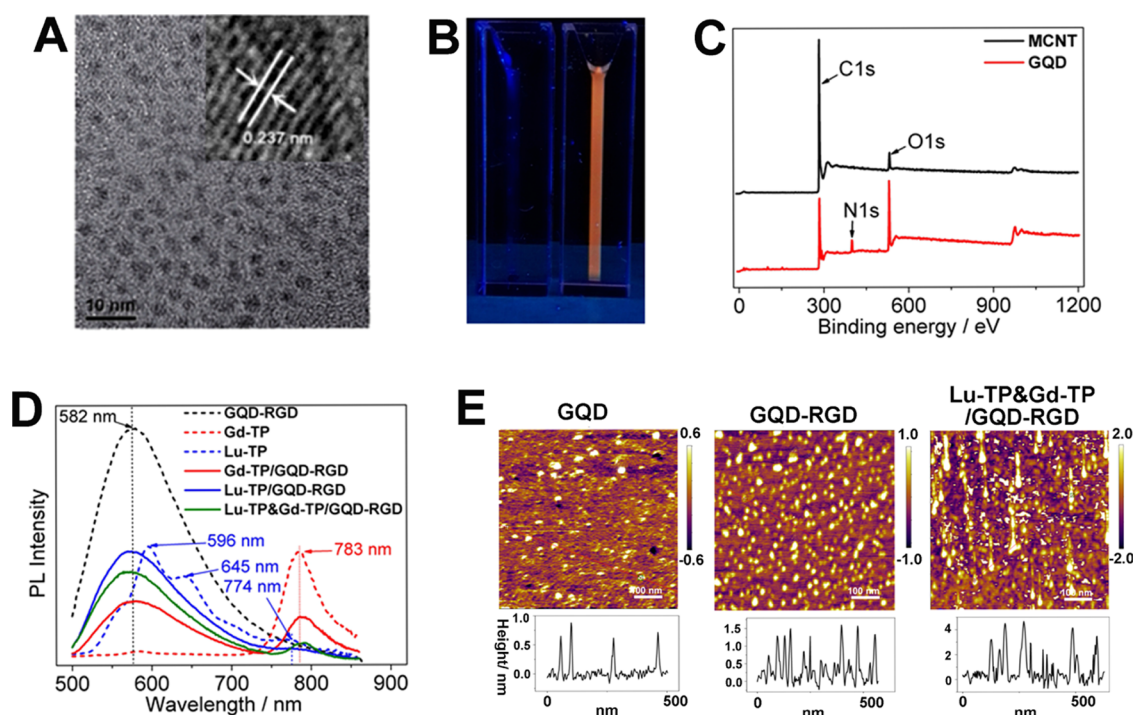 A
0.237 nm
10 nm
B
C
MCNT
GQD
C1s
O1s
N1s
0 300 600 900 1200
Binding energy / eV
D
582 nm
GQD-RGD
Gd-TP
Lu-TP
Gd-TP/GQD-RGD
Lu-TP/GQD-RGD
Lu-TP&Gd-TP/GQD-RGD
596 nm
645 nm
774 nm
783 nm
PL Intensity
500 600 700 800 900
Wavelength / nm
E
GQD
0.6
-0.6
100 nm
Height/ nm
1.0
0.5
0.0
0 500
nm
GQD-RGD
1.0
-1.0
100 nm
1.5
1.0
0.5
0.0
0 500
nm
Lu-TP&Gd-TP
/GQD-RGD
2.0
-2.0
100 nm
4
2
0
0 500
nm